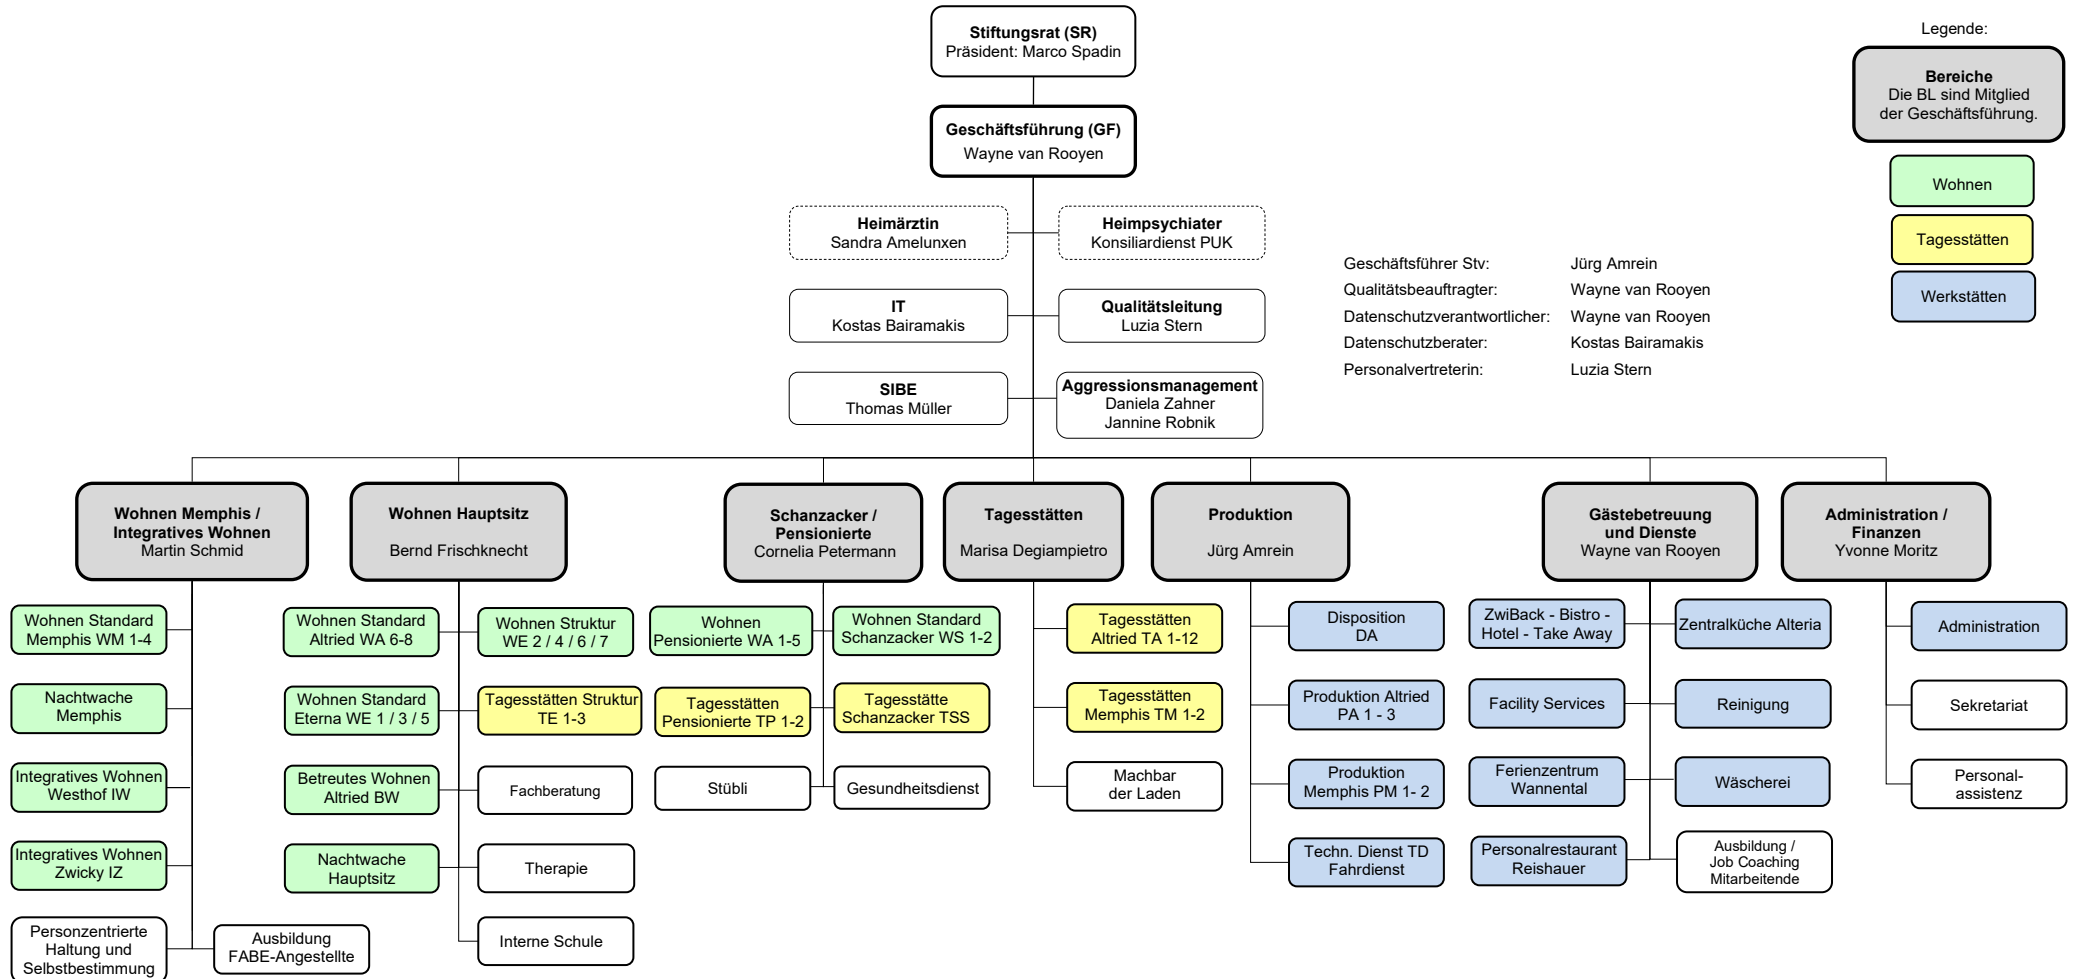 Stiftungsrat (SR)
Präsident: Marco Spadin
Legende:
Bereiche
Die BL sind Mitglied
der Geschäftsführung.
Wohnen
Tagesstätten
Werkstätten
Geschäftsführung (GF)
Wayne van Rooyen
Heimärztin
Sandra Amelunxen
Heimpsychiater
Konsiliardienst PUK
IT
Kostas Bairamakis
Qualitätsleitung
Luzia Stern
SIBE
Thomas Müller
Aggressionsmanagement
Daniela Zahner
Jannine Robnik
Geschäftsführer Stv: Jürg Amrein
Qualitätsbeauftragter: Wayne van Rooyen
Datenschutzverantwortlicher: Wayne van Rooyen
Datenschutzberater: Kostas Bairamakis
Personalvertreterin: Luzia Stern
Wohnen Memphis /
Integratives Wohnen
Martin Schmid
Wohnen Standard
Memphis WM 1-4
Nachtwache
Memphis
Integratives Wohnen
Westhof IW
Integratives Wohnen
Zwicky IZ
Personzentrierte
Haltung und
Selbstbestimmung
Ausbildung
FABE-Angestellte
Wohnen Hauptsitz
Bernd Frischknecht
Wohnen Standard
Altried WA 6-8
Wohnen Struktur
WE 2 / 4 / 6 / 7
Wohnen Standard
Eterna WE 1 / 3 / 5
Tagesstätten Struktur
TE 1-3
Betreutes Wohnen
Altried BW
Fachberatung
Nachtwache
Hauptsitz
Therapie
Interne Schule
Schanzacker /
Pensionierte
Cornelia Petermann
Wohnen
Pensionierte WA 1-5
Wohnen Standard
Schanzacker WS 1-2
Tagesstätten
Pensionierte TP 1-2
Tagesstätte
Schanzacker TSS
Stübli
Gesundheitsdienst
Tagesstätten
Marisa Degiampietro
Tagesstätten
Altried TA 1-12
Tagesstätten
Memphis TM 1-2
Machbar
der Laden
Produktion
Jürg Amrein
Disposition
DA
Produktion Altried
PA 1 - 3
Produktion
Memphis PM 1- 2
Techn. Dienst TD
Fahrdienst
Gästebetreuung
und Dienste
Wayne van Rooyen
ZwiBack - Bistro -
Hotel - Take Away
Zentralküche Alteria
Facility Services
Reinigung
Ferienzentrum
Wannental
Wäscherei
Personalrestaurant
Reishauer
Ausbildung /
Job Coaching
Mitarbeitende
Administration /
Finanzen
Yvonne Moritz
Administration
Sekretariat
Personal-
assistenz